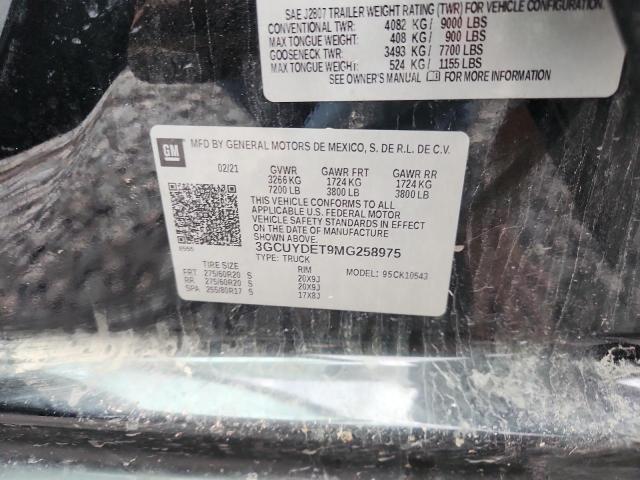 SAE J2807 TRAILER WEIGHT RATING (TWR) FOR VEHICLE CONFIGURATION.
CONVENTIONAL TWR: 4082 KG/ 9000 LBS
MAX TONGUE WEIGHT: 408 KG/ 900 LBS
GOOSENECK TWR: 3493 KG/ 7700 LBS
MAX TONGUE WEIGHT: 524 KG/ 1155 LBS
SEE OWNER'S MANUAL FOR MORE INFORMATION
GM
MFD BY GENERAL MOTORS DE MEXICO, S. DE R.L. DE C.V.
02/21 GVWR GAWR FRT GAWR RR
3266 KG 1724 KG 1724 KG
7200 LB 3800 LB 3800 LB
THIS VEHICLE CONFORMS TO ALL
APPLICABLE U.S. FEDERAL MOTOR
VEHICLE SAFETY STANDARDS IN EFFECT
ON THE DATE OF MANUFACTURE
3GCUYDET9MG258975
TYPE: TRUCK MODEL: 95CK10543
TIRE SIZE RIM
FRT 275/60R20 S 20X9J
RR 275/60R20 S 20X9J
SPA 255/80R17 S 17X8J